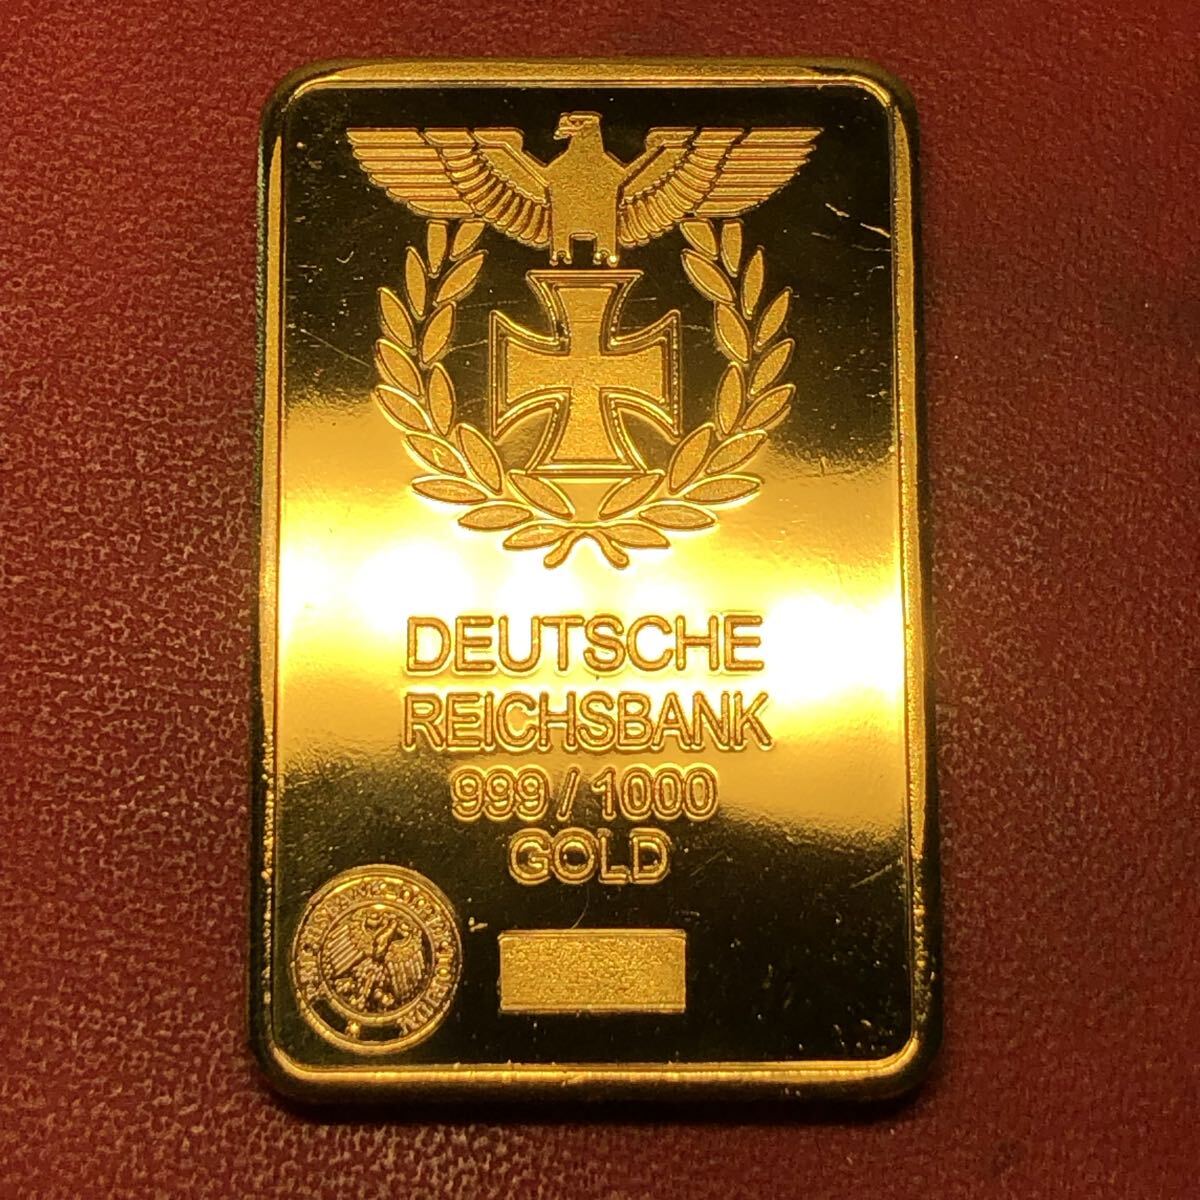 DEUTSCHE
REICHSBANK
999 / 1000
GOLD